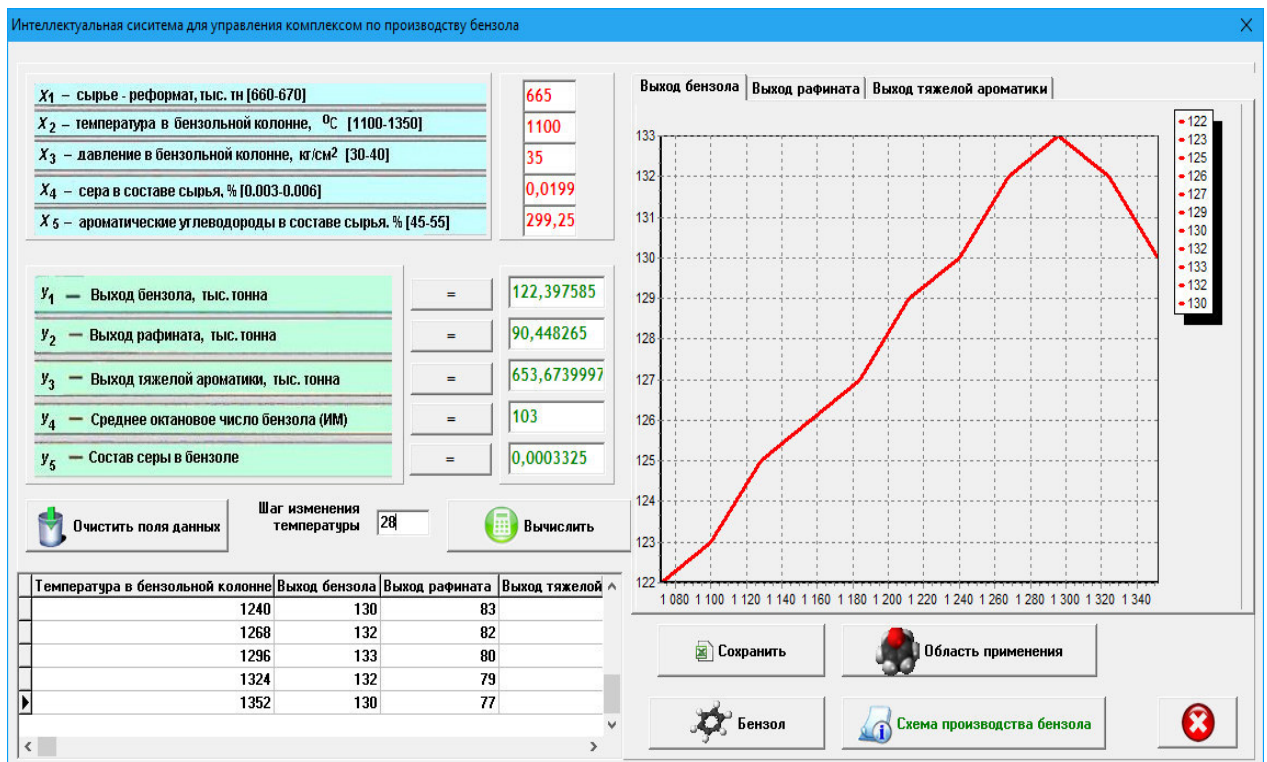 Интеллектуальная сиситема для управления комплексом по производству бензола
X
X1 – сырье - реформат, тыс. тн [660-670]
665
X2 – температура в бензольной колонне, ⁰С [1100-1350]
1100
X3 – давление в бензольной колонне, кг/см² [30-40]
35
X4 – сера в составе сырья, % [0.003-0.006]
0,0199
X5 – ароматические углеводороды в составе сырья. % [45-55]
299,25
y1 — Выход бензола, тыс. тонна
=
122,397585
y2 — Выход рафината, тыс. тонна
=
90,448265
y3 — Выход тяжелой ароматики, тыс. тонна
=
653,6739997
y4 — Среднее октановое число бензола (ИМ)
=
103
y5 — Состав серы в бензоле
=
0,0003325
Очистить поля данных
Шаг изменения
температуры
28
Вычислить
Температура в бензольной колонне Выход бензола Выход рафината Выход тяжелой
1240 130 83
1268 132 82
1296 133 80
1324 132 79
1352 130 77
Выход бензола Выход рафината Выход тяжелой ароматики
133
132
131
130
129
128
127
126
125
124
123
122
1 080 1 100 1 120 1 140 1 160 1 180 1 200 1 220 1 240 1 260 1 280 1 300 1 320 1 340
122
123
125
126
127
129
130
132
133
132
130
Сохранить
Область применения
Бензол
Схема производства бензола